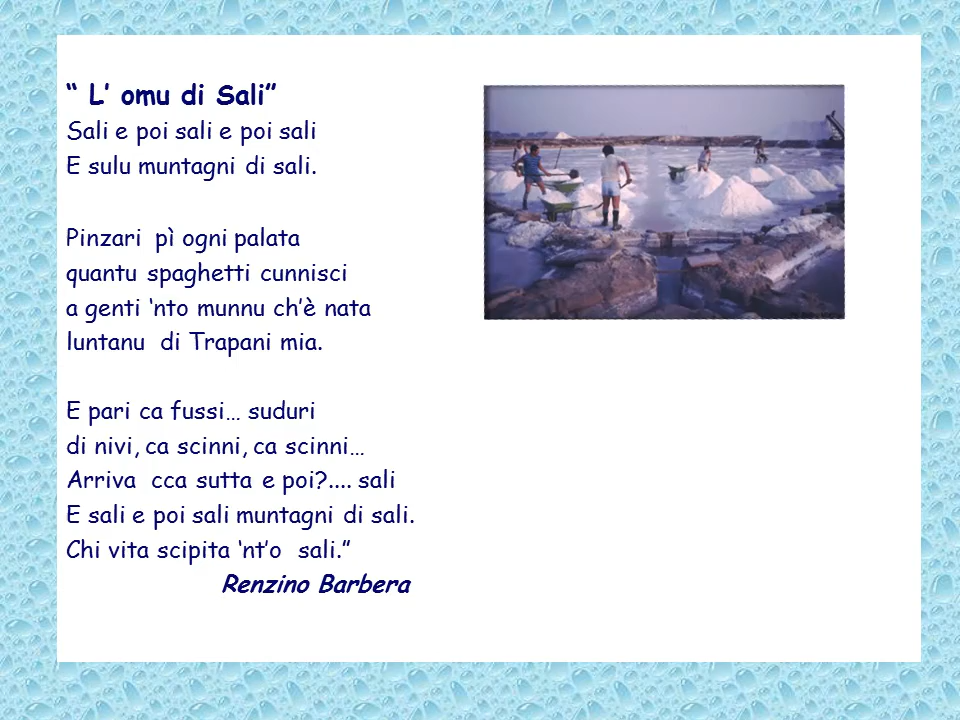 “ L’ omu di Sali”
Sali e poi sali e poi sali
E sulu muntagni di sali.
Pinzari pì ogni palata
quantu spaghetti cunnisci
a genti ‘nto munnu ch’è nata
luntanu di Trapani mia.
E pari ca fussi… suduri
di nivi, ca scinni, ca scinni…
Arriva cca sutta e poi?.... sali
E sali e poi sali muntagni di sali.
Chi vita scipita ‘nt’o sali.”
Renzino Barbera